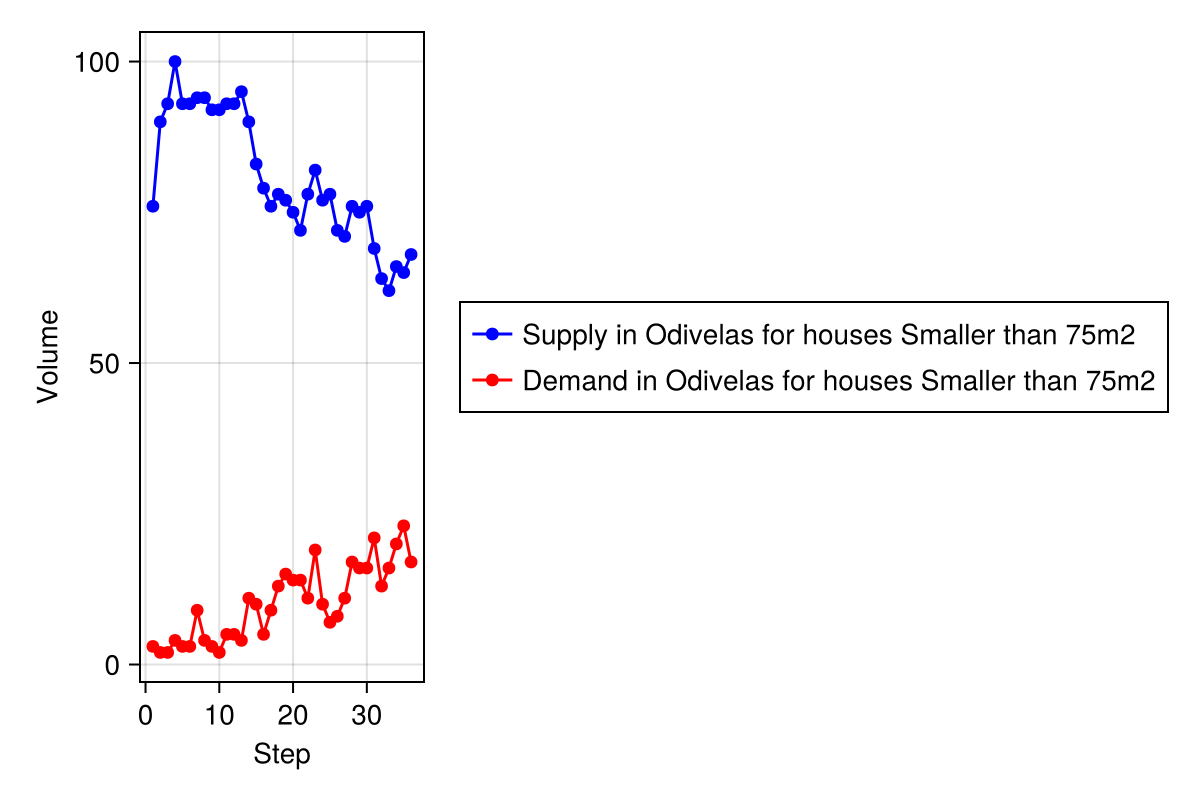 100
50
0
Volume
0 10 20 30
Step
Supply in Odivelas for houses Smaller than 75m2
Demand in Odivelas for houses Smaller than 75m2